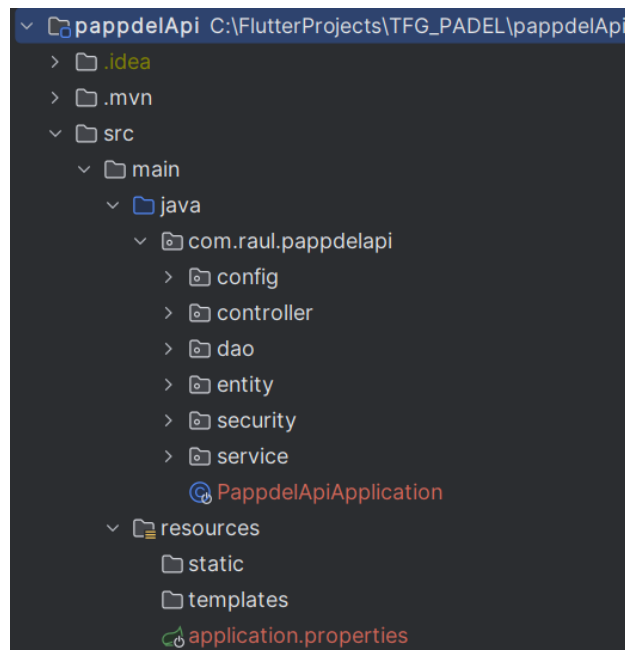 pappdelApi C:\FlutterProjects\TFG_PADEL\pappdelApi
.idea
.mvn
src
main
java
com.raul.pappdelapi
config
controller
dao
entity
security
service
PappdelApiApplication
resources
static
templates
application.properties